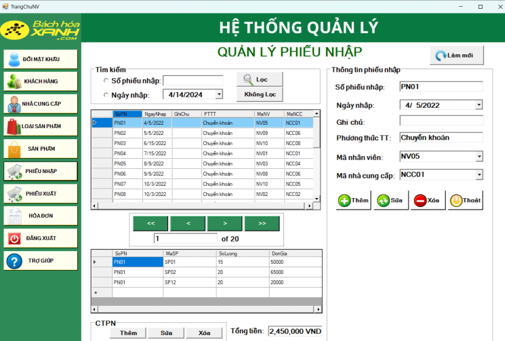 TrangChuNV
Bách hóa XANH .COM
HỆ THỐNG QUẢN LÝ
QUẢN LÝ PHIẾU NHẬP
Làm mới
ĐỔI MẬT KHẨU
KHÁCH HÀNG
NHÀ CUNG CẤP
LOẠI SẢN PHẨM
SẢN PHẨM
PHIẾU NHẬP
PHIẾU XUẤT
HÓA ĐƠN
ĐĂNG XUẤT
TRỢ GIÚP
Tìm kiếm
Số phiếu nhập:
Lọc
Ngày nhập: 4/14/2024
Không Lọc
SoPN NgayNhap GhiChu PTTT MaNV MaNCC
PN01 4/5/2022 Chuyển khoản NV05 NCC01
PN02 5/5/2022 Chuyển khoản NV09 NCC06
PN03 6/15/2022 Chuyển khoản NV10 NCC08
PN04 7/15/2022 Chuyển khoản NV01 NCC01
PN05 8/9/2022 Chuyển khoản NV03 NCC04
PN06 9/5/2022 Chuyển khoản NV04 NCC02
PN07 10/3/2022 Chuyển khoản NV10 NCC05
PN08 10/3/2022 Chuyển khoản NV02 NCC02
<< < > >>
1 of 20
SoPN MaSP SoLuong DonGia
PN01 SP01 15 50000
PN01 SP02 20 65000
PN01 SP12 20 20000
CTPN
Thêm Sửa Xóa
Tổng tiền: 2,450,000 VND
Thông tin phiếu nhập
Số phiếu nhập: PN01
Ngày nhập: 4/ 5/2022
Ghi chú:
Phương thức TT: Chuyển khoản
Mã nhân viên: NV05
Mã nhà cung cấp: NCC01
Thêm Sửa Xóa Thoát